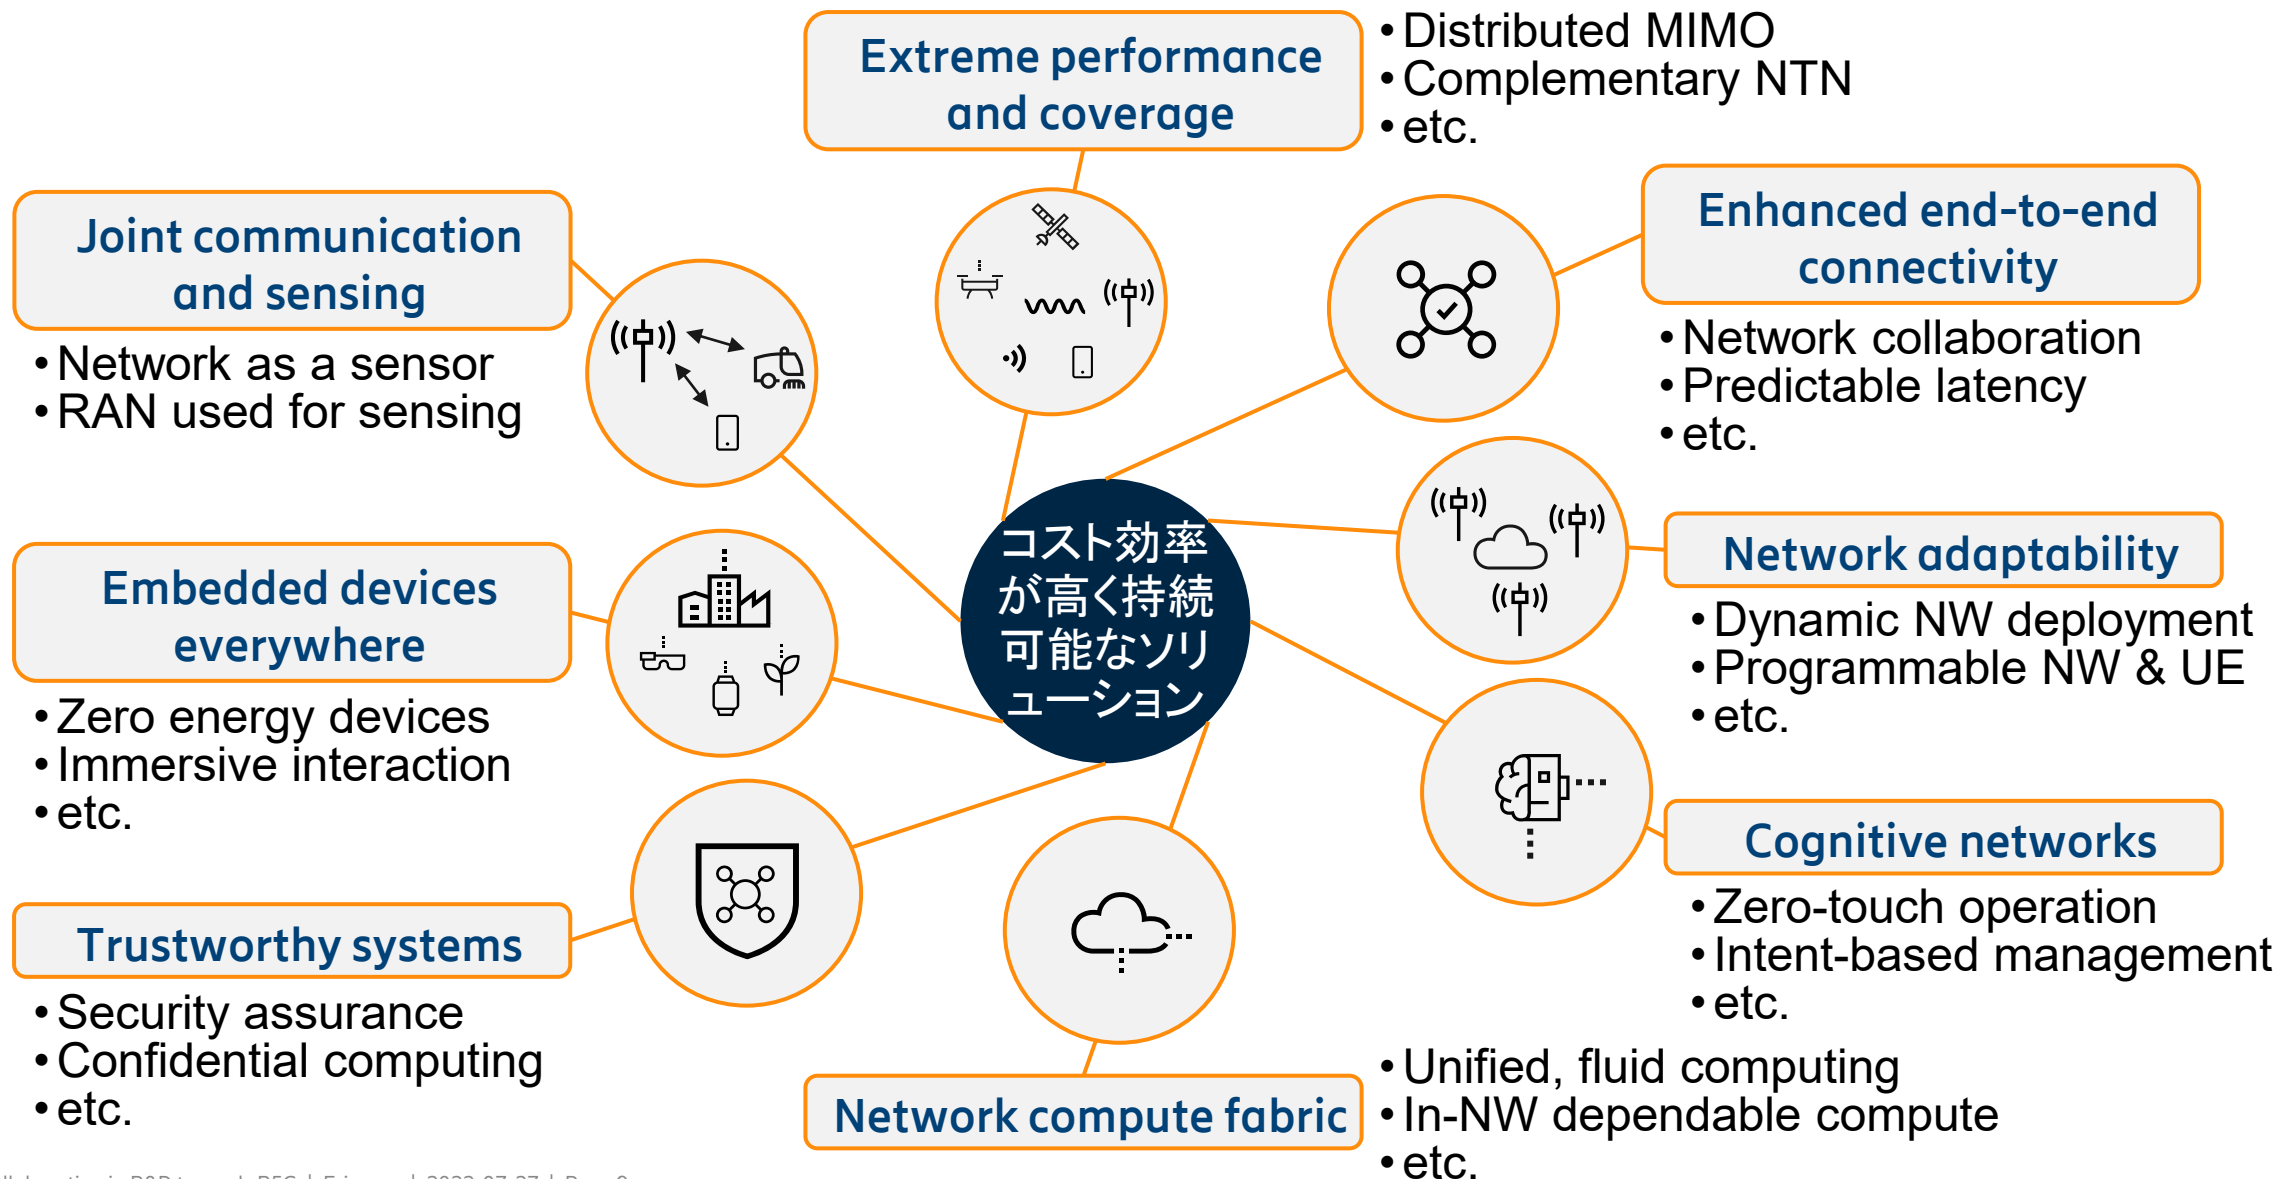 Extreme performance
and coverage
•Distributed MIMO
•Complementary NTN
•etc.
Joint communication
and sensing
•Network as a sensor
•RAN used for sensing
Enhanced end-to-end
connectivity
•Network collaboration
•Predictable latency
•etc.
コスト効率
が高く持続
可能なソリ
ューション
Embedded devices
everywhere
•Zero energy devices
•Immersive interaction
•etc.
Network adaptability
•Dynamic NW deployment
•Programmable NW & UE
•etc.
Cognitive networks
•Zero-touch operation
•Intent-based management
•etc.
Trustworthy systems
•Security assurance
•Confidential computing
•etc.
Network compute fabric
•Unified, fluid computing
•In-NW dependable compute
•etc.